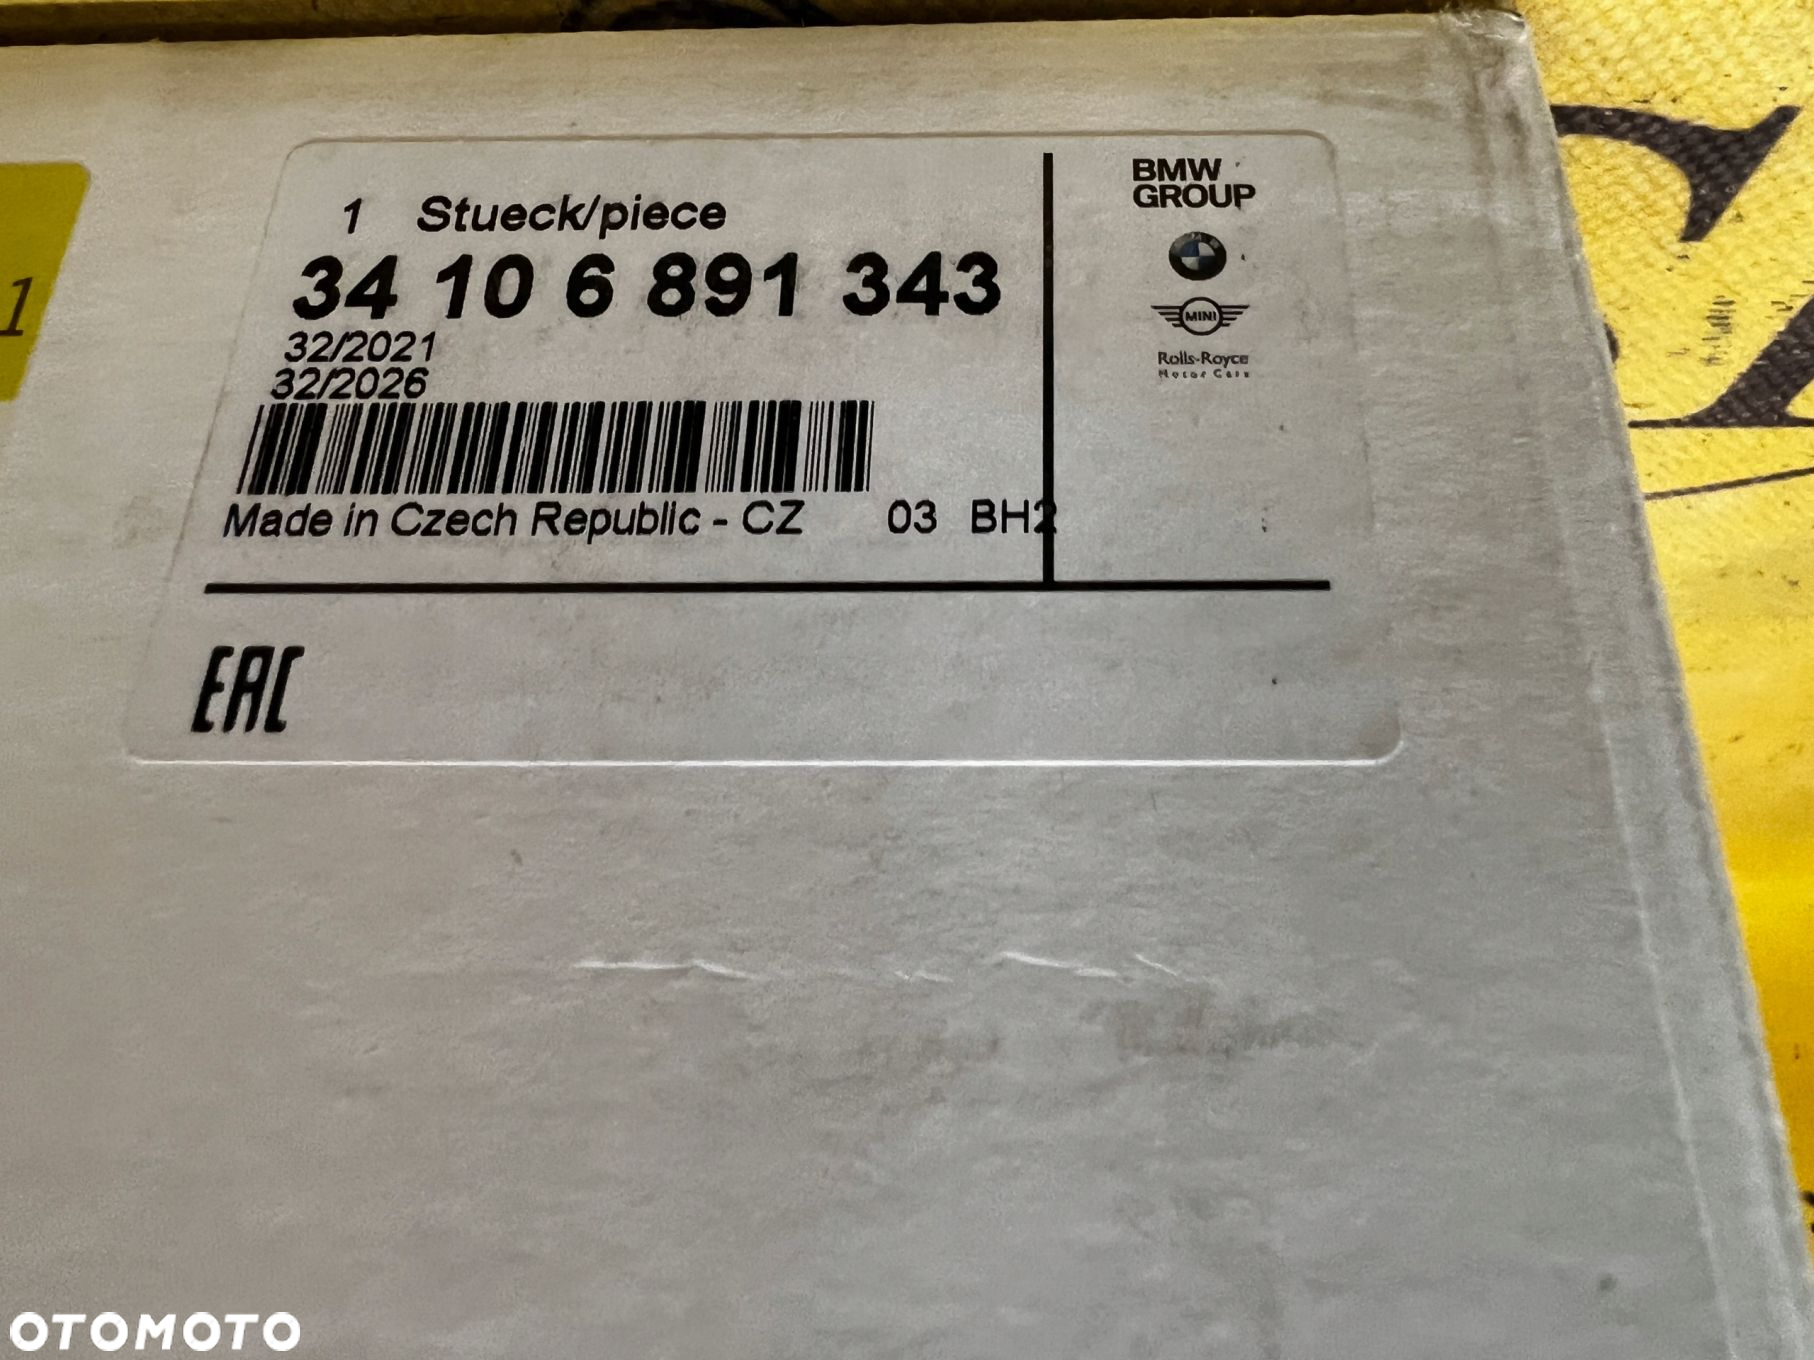 1 Stueck/piece
34 10 6 891 343
32/2021
32/2026
Made in Czech Republic - CZ 03 BH2
BMW
GROUP
MINI
Rolls-Royce
Motor Cars
EAC
1
OTOMOTO